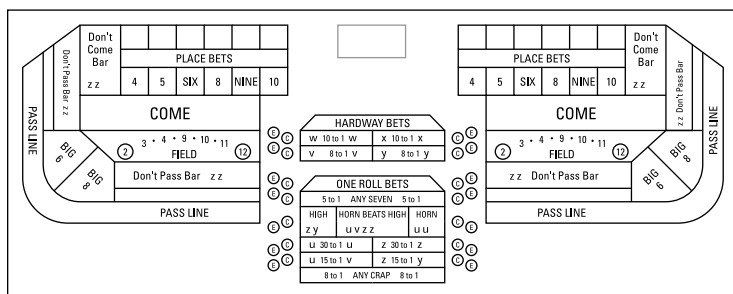 Don't Come Bar
z z
Don't Pass Bar z z
PLACE BETS
4 5 SIX 8 NINE 10
COME
PASS LINE
2 3 • 4 • 9 • 10 • 11 12
FIELD
BIG 6
BIG 8
Don't Pass Bar z z
PASS LINE
E C
E C
E C
E C
E C
E C
E C
HARDWAY BETS
w 10 to 1 w x 10 to 1 x
v 8 to 1 v y 8 to 1 y
ONE ROLL BETS
5 to 1 ANY SEVEN 5 to 1
HIGH HORN BEATS HIGH HORN
z y u v z z u u
u 30 to 1 u z 30 to 1 z
u 15 to 1 v z 15 to 1 y
8 to 1 ANY CRAP 8 to 1
C E
C E
C E
C E
C E
C E
C E
PLACE BETS
4 5 SIX 8 NINE 10
Don't Come Bar
z z
z z Don't Pass Bar
COME
PASS LINE
2 3 • 4 • 9 • 10 • 11 12
FIELD
BIG 8
BIG 6
z z Don't Pass Bar
PASS LINE